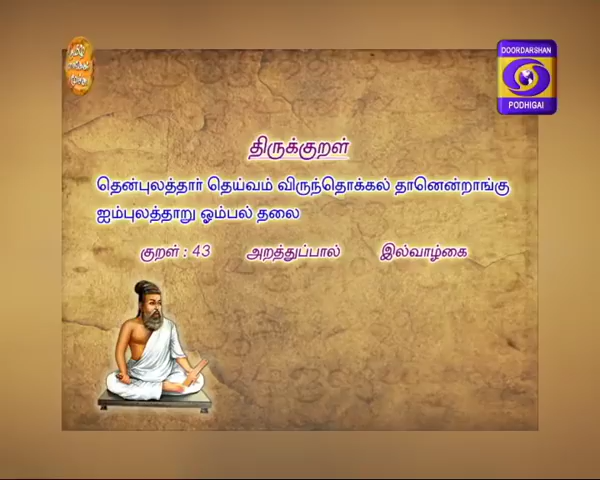 DOORDARSHAN
PODHIGAI
திருக்குறள்
தென்புலத்தார் தெய்வம் விருந்தொக்கல் தானென்றாங்கு
ஐம்புலத்தாறு ஓம்பல் தலை
குறள் : 43 அறத்துப்பால் இல்வாழ்கை